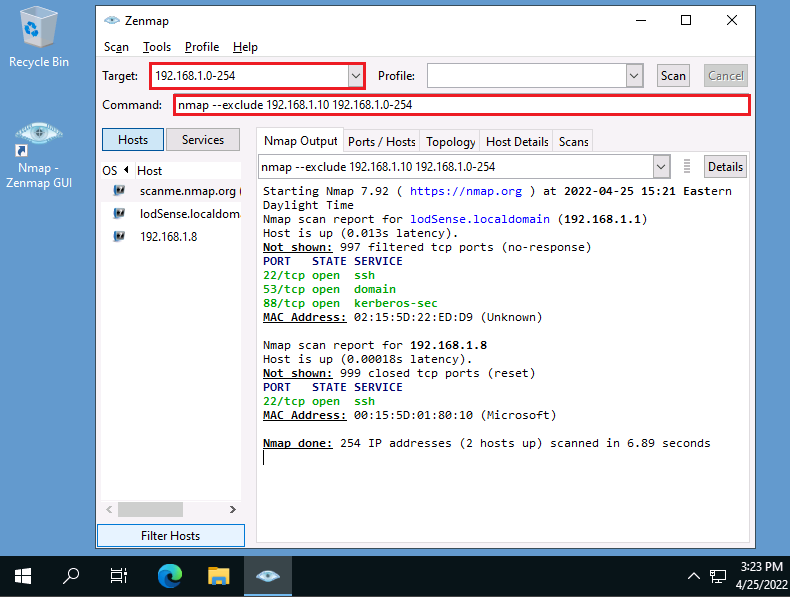 Recycle Bin
Nmap -
Zenmap GUI
Zenmap
Scan Tools Profile Help
Target: 192.168.1.0-254 Profile: Scan Cancel
Command: nmap --exclude 192.168.1.10 192.168.1.0-254
Hosts Services
OS Host
scanme.nmap.org (
lodSense.localdoma
192.168.1.8
Filter Hosts
Nmap Output Ports / Hosts Topology Host Details Scans
nmap --exclude 192.168.1.10 192.168.1.0-254 Details
Starting Nmap 7.92 ( https://nmap.org ) at 2022-04-25 15:21 Eastern
Daylight Time
Nmap scan report for lodSense.localdomain (192.168.1.1)
Host is up (0.013s latency).
Not shown: 997 filtered tcp ports (no-response)
PORT   STATE SERVICE
22/tcp open  ssh
53/tcp open  domain
88/tcp open  kerberos-sec
MAC Address: 02:15:5D:22:ED:D9 (Unknown)
Nmap scan report for 192.168.1.8
Host is up (0.00018s latency).
Not shown: 999 closed tcp ports (reset)
PORT   STATE SERVICE
22/tcp open  ssh
MAC Address: 00:15:5D:01:80:10 (Microsoft)
Nmap done: 254 IP addresses (2 hosts up) scanned in 6.89 seconds
3:23 PM
4/25/2022